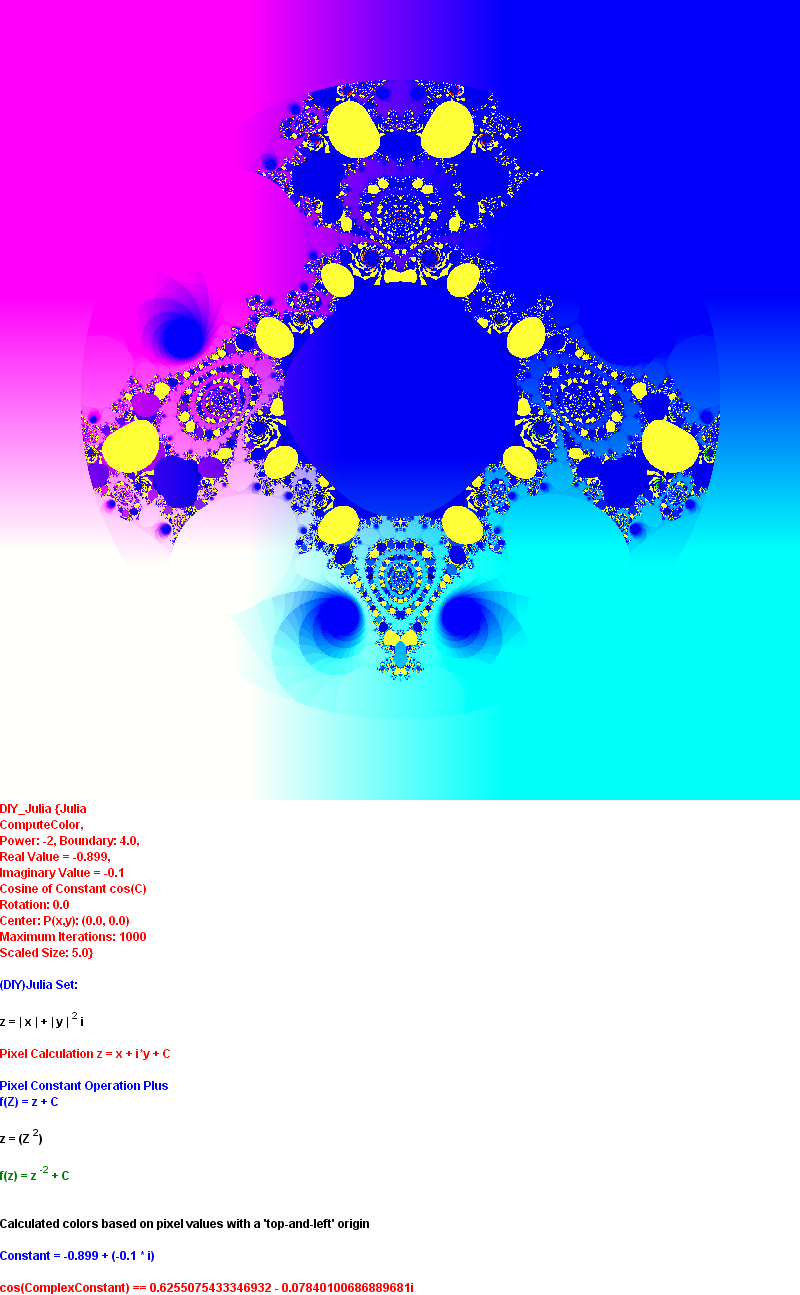 DIY_Julia {Julia
ComputeColor,
Power: -2, Boundary: 4.0,
Real Value = -0.899,
Imaginary Value = -0.1
Cosine of Constant cos(C)
Rotation: 0.0
Center: P(x,y): (0.0, 0.0)
Maximum Iterations: 1000
Scaled Size: 5.0}
(DIY)Julia Set:
z = | x | + | y | ² i
Pixel Calculation z = x + i*y + C
Pixel Constant Operation Plus
f(Z) = z + C
z = (Z ²)
f(z) = z ⁻² + C
Calculated colors based on pixel values with a 'top-and-left' origin
Constant = -0.899 + (-0.1 * i)
cos(ComplexConstant) == 0.6255075433346932 - 0.07840100686889681i